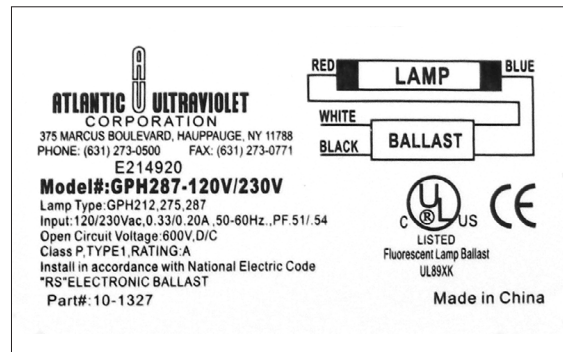 ATLANTIC ULTRAVIOLET
CORPORATION
375 MARCUS BOULEVARD, HAUPPAUGE, NY 11788
PHONE: (631) 273-0500 FAX: (631) 273-0771
E214920
Model#:GPH287-120V/230V
Lamp Type:GPH212,275,287
Input:120/230Vac,0.33/0.20A,50-60Hz.,PF.51/.54
Open Circuit Voltage:600V,D/C
Class P,TYPE1,RATING:A
Install in accordance with National Electric Code
"RS"ELECTRONIC BALLAST
Part#:10-1327
RED LAMP BLUE
WHITE
BALLAST
BLACK
C UL ® US CE
LISTED
Fluorescent Lamp Ballast
UL89XK
Made in China